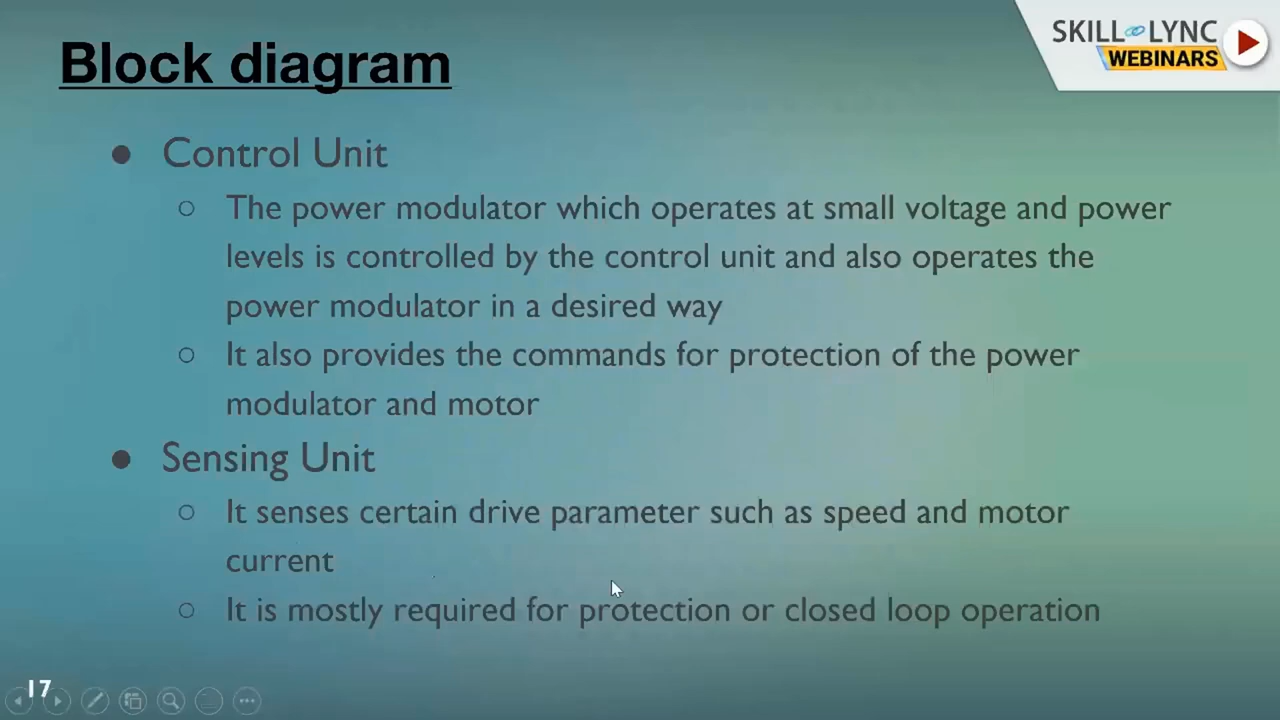 Block diagram
SKILL LYNC
WEBINARS
● Control Unit
○ The power modulator which operates at small voltage and power
levels is controlled by the control unit and also operates the
power modulator in a desired way
○ It also provides the commands for protection of the power
modulator and motor
● Sensing Unit
○ It senses certain drive parameter such as speed and motor
current
○ It is mostly required for protection or closed loop operation
17